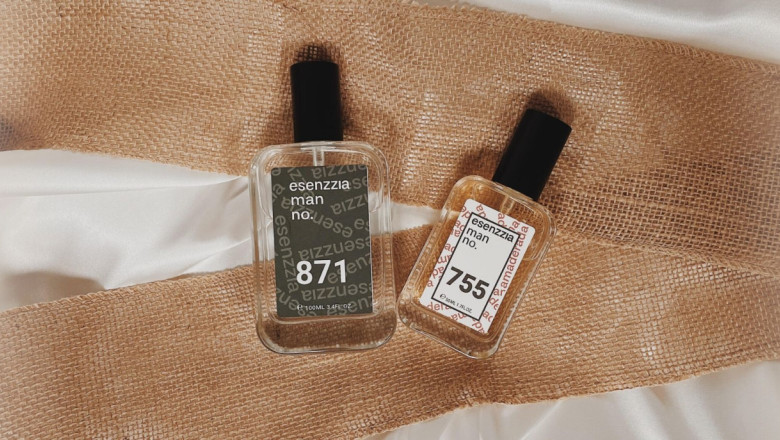 esenzzia
man
no.
871
℮ 100ML 3.4FL.OZ.
esenzzia
man
no.
755